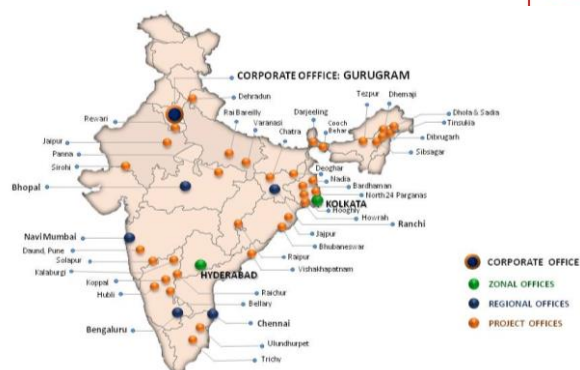 CORPORATE OFFFICE: GURUGRAM
Dehradun
Rewari
Rai Bareilly
Varanasi
Chatra
Darjeeling
Cooch
Behar
Tezpur
Dhemaji
Dhola & Sadia
Tinsukia
Dibrugarh
Sibsagar
Jaipur
Panna
Sirohi
Bhopal
Deoghar
Nadia
Bardhaman
North24 Parganas
KOLKATA
Hooghly
Howrah
Ranchi
Jajpur
Bhubaneswar
Raipur
Vishakhapatnam
Navi Mumbai
Daund, Pune
Solapur
Kalaburgi
Koppal
Hubli
HYDERABAD
Raichur
Bellary
Bengaluru
Chennai
Ulundhurpet
Trichy
CORPORATE OFFICE
ZONAL OFFICES
REGIONAL OFFICES
PROJECT OFFICES